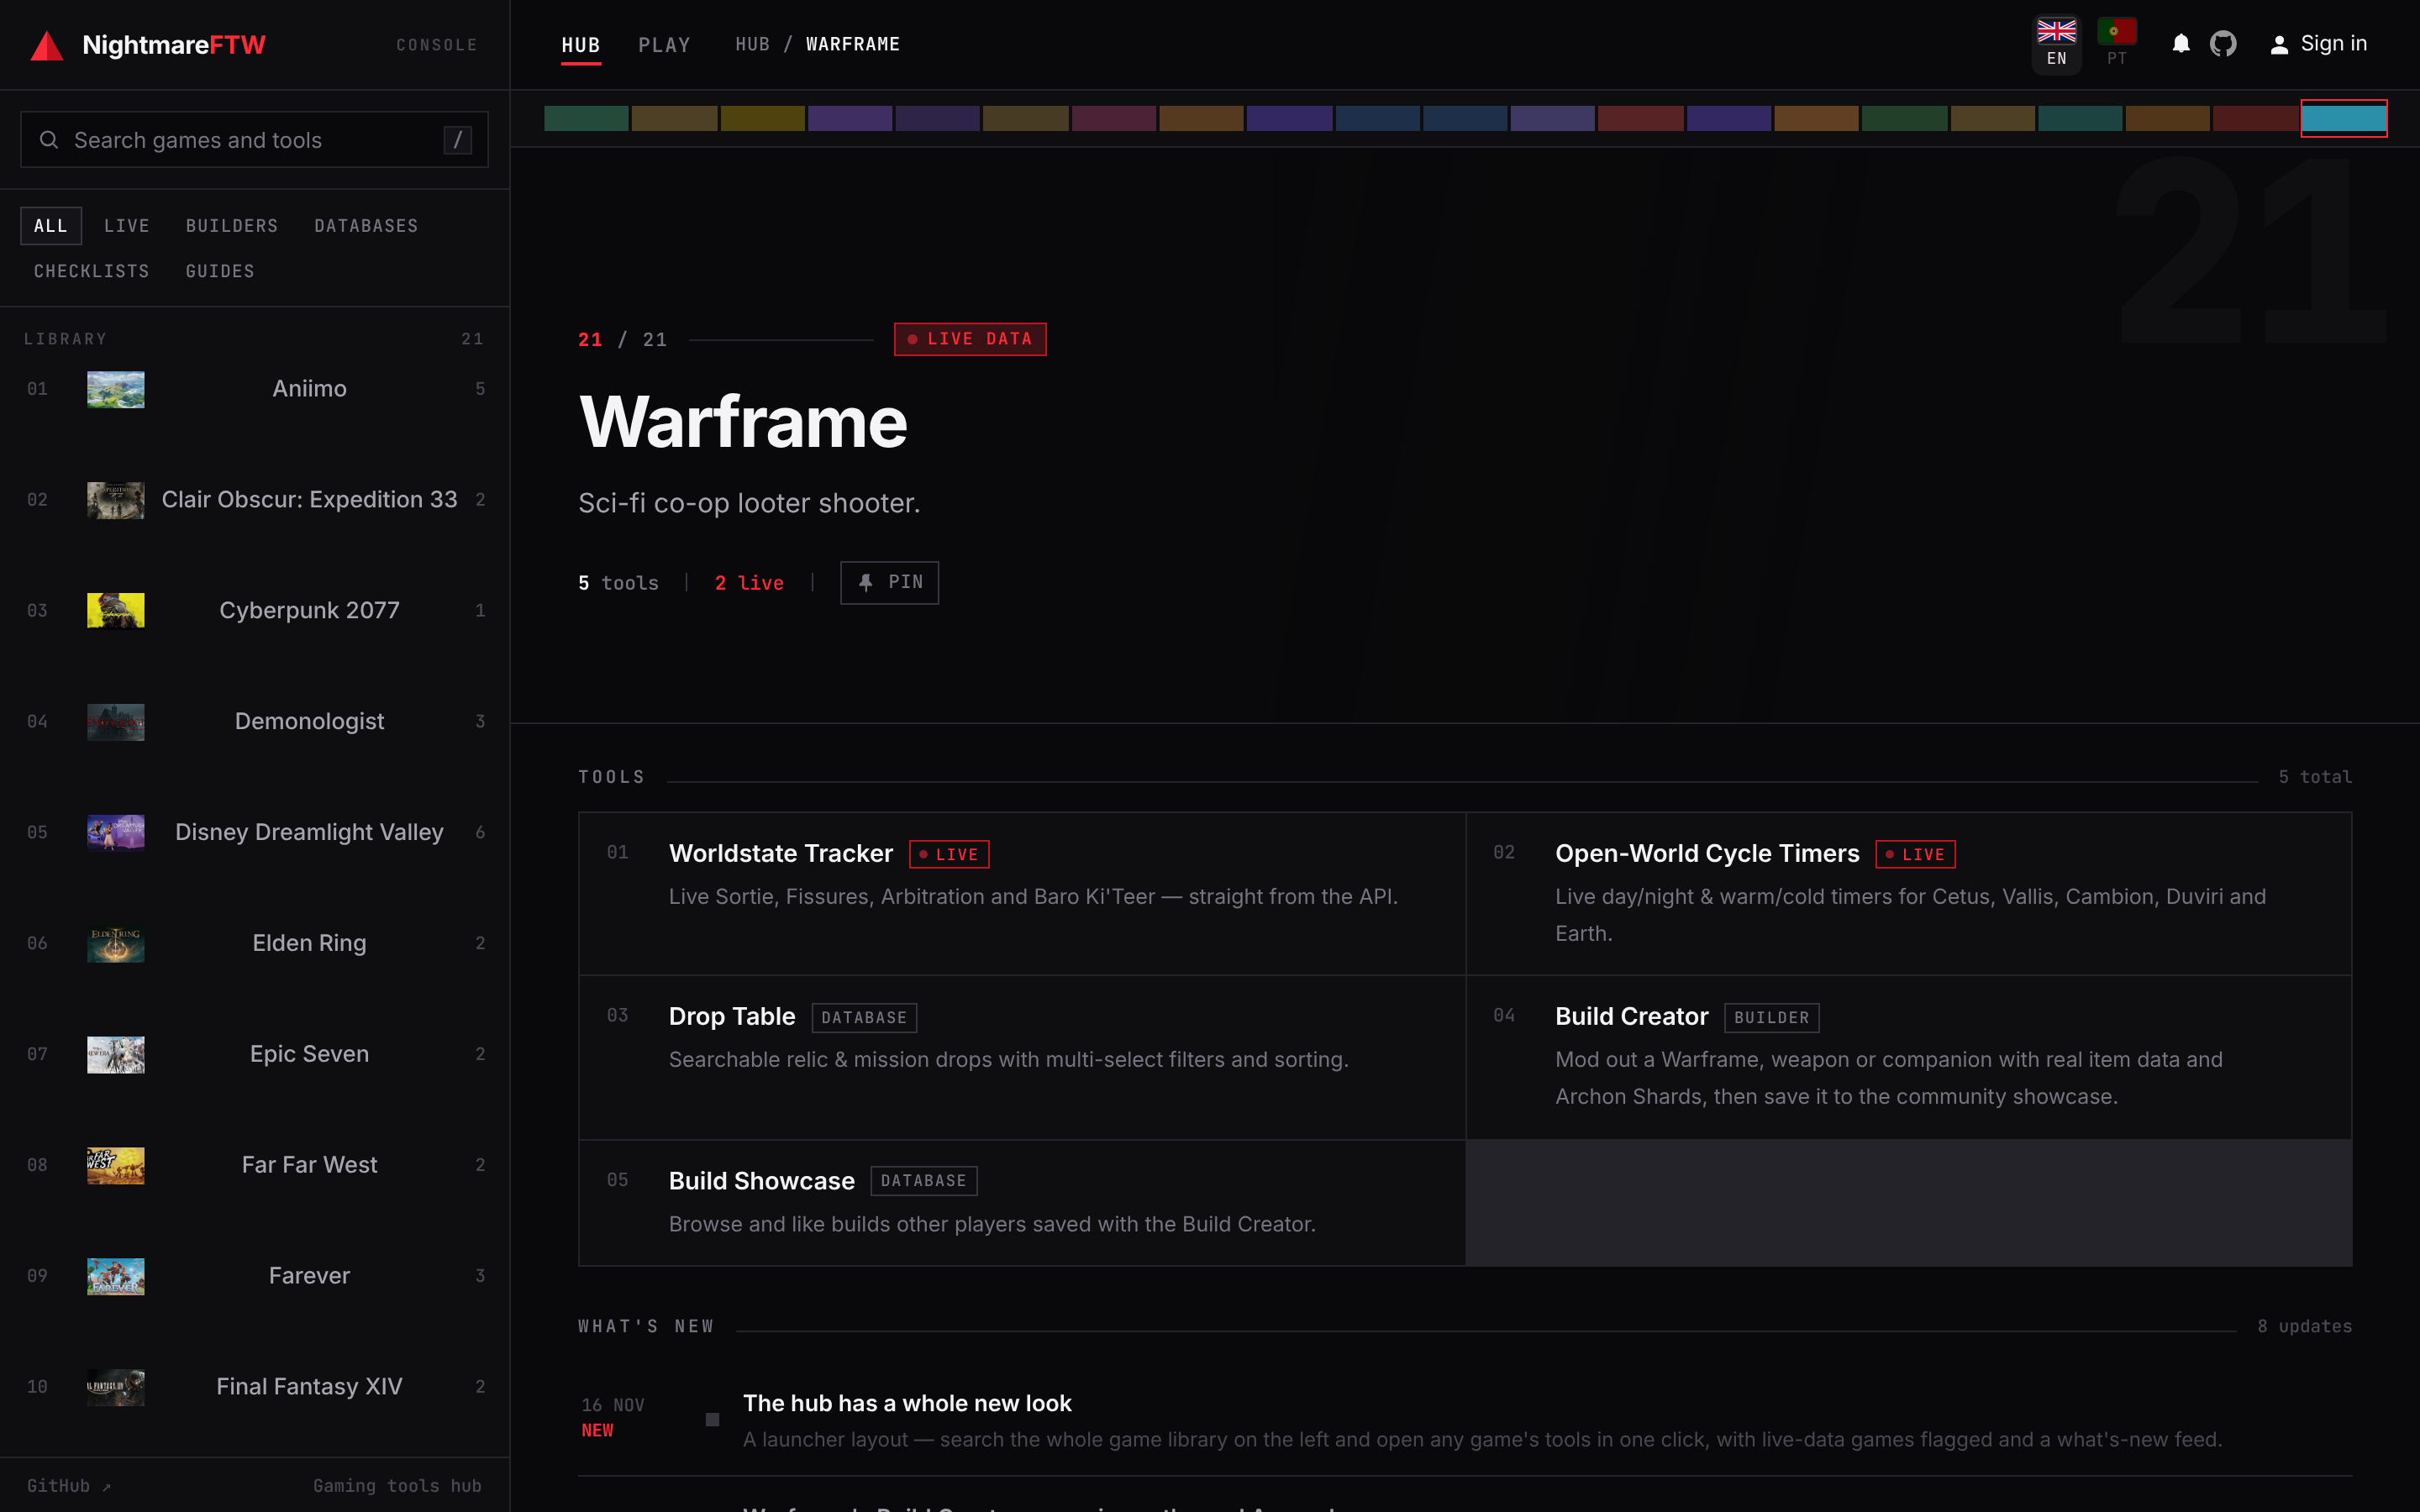 NightmareFTW
CONSOLE
HUB
PLAY
HUB / WARFRAME
EN
PT
Sign in
Search games and tools
/
ALL
LIVE
BUILDERS
DATABASES
CHECKLISTS
GUIDES
LIBRARY
21
01
Aniimo
5
02
Clair Obscur: Expedition 33
2
03
Cyberpunk 2077
1
04
Demonologist
3
05
Disney Dreamlight Valley
6
06
ELDEN RING
Elden Ring
2
07
Epic Seven
2
08
FAR FAR WEST
Far Far West
2
09
FAREVER
Farever
3
10
Final Fantasy XIV
2
GitHub ↗
Gaming tools hub
21
21 / 21
LIVE DATA
Warframe
Sci-fi co-op looter shooter.
5 tools
2 live
PIN
TOOLS
5 total
01
Worldstate Tracker
LIVE
Live Sortie, Fissures, Arbitration and Baro Ki'Teer — straight from the API.
02
Open-World Cycle Timers
LIVE
Live day/night & warm/cold timers for Cetus, Vallis, Cambion, Duviri and
Earth.
03
Drop Table
DATABASE
Searchable relic & mission drops with multi-select filters and sorting.
04
Build Creator
BUILDER
Mod out a Warframe, weapon or companion with real item data and
Archon Shards, then save it to the community showcase.
05
Build Showcase
DATABASE
Browse and like builds other players saved with the Build Creator.
WHAT'S NEW
8 updates
16 NOV
NEW
The hub has a whole new look
A launcher layout — search the whole game library on the left and open any game's tools in one click, with live-data games flagged and a what's-new feed.